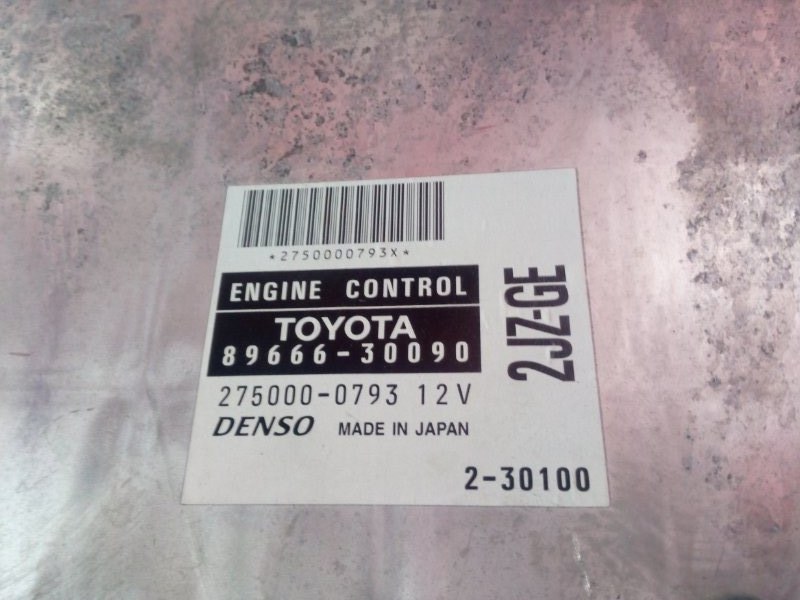 *2750000793X*
ENGINE CONTROL
TOYOTA
89666-30090
275000-0793 12V
DENSO MADE IN JAPAN
2JZ-GE
2-30100